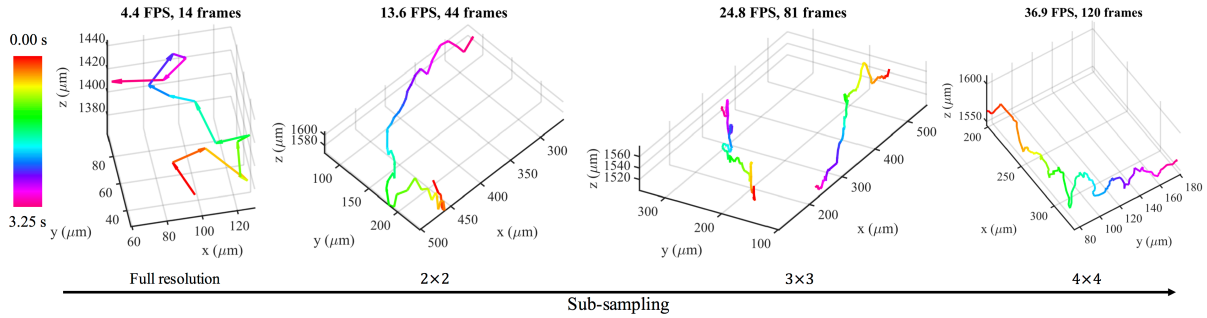 4.4 FPS, 14 frames
13.6 FPS, 44 frames
24.8 FPS, 81 frames
36.9 FPS, 120 frames
0.00 s
3.25 s
1440
1420
1400
1380
z (μm)
80
60
40
y (μm)
60
80
100
120
x (μm)
1600
1580
z (μm)
100
150
200
y (μm)
500
450
400
350
300
x (μm)
1560
1540
1520
z (μm)
300
200
100
y (μm)
200
300
400
500
x (μm)
1600
1550
z (μm)
200
250
300
x (μm)
80
100
120
140
160
180
y (μm)
Full resolution
2×2
3×3
4×4
Sub-sampling